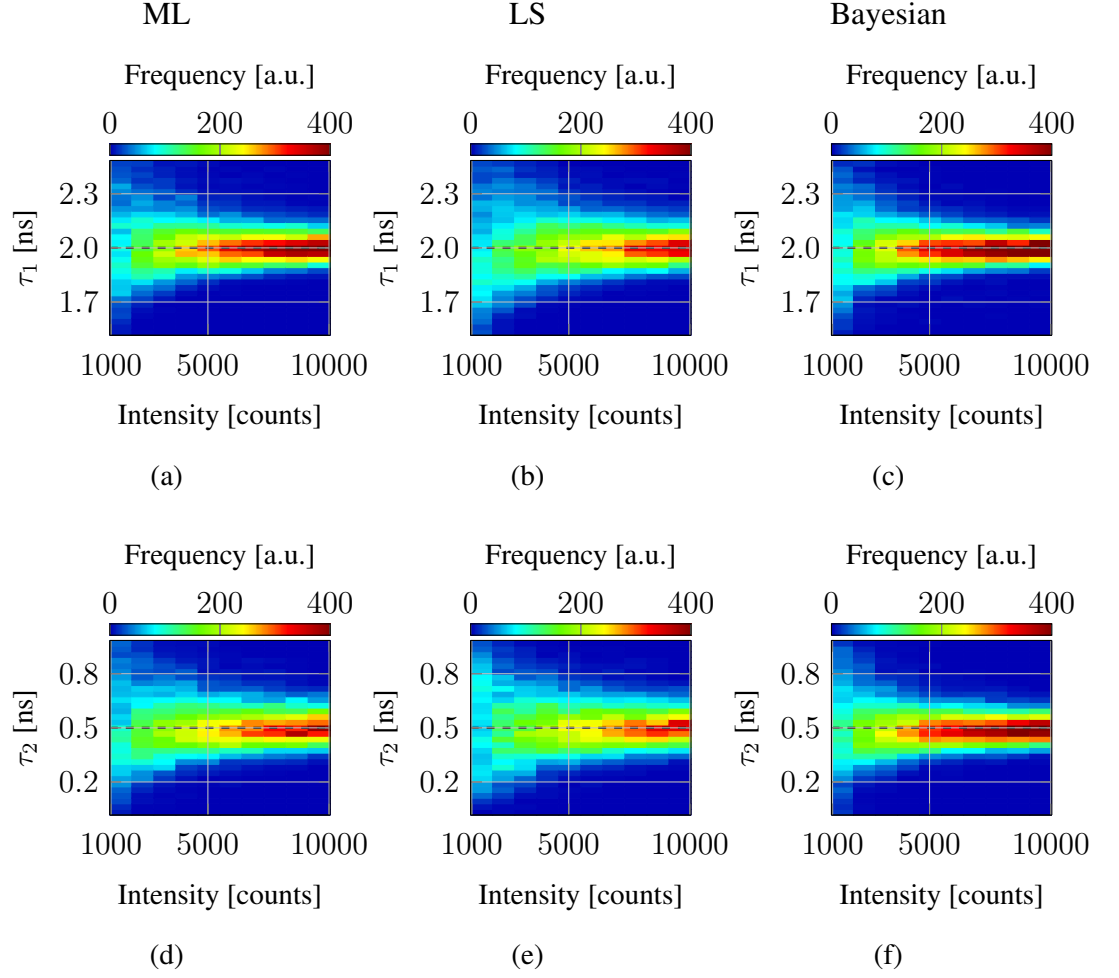 ML LS Bayesian
Frequency [a.u.] Frequency [a.u.] Frequency [a.u.]
0 200 400 0 200 400 0 200 400
τ1 [ns] 2.3 2.0 1.7 τ1 [ns] 2.3 2.0 1.7 τ1 [ns] 2.3 2.0 1.7
1000 5000 10000 1000 5000 10000 1000 5000 10000
Intensity [counts] Intensity [counts] Intensity [counts]
(a) (b) (c)
Frequency [a.u.] Frequency [a.u.] Frequency [a.u.]
0 200 400 0 200 400 0 200 400
τ2 [ns] 0.8 0.5 0.2 τ2 [ns] 0.8 0.5 0.2 τ2 [ns] 0.8 0.5 0.2
1000 5000 10000 1000 5000 10000 1000 5000 10000
Intensity [counts] Intensity [counts] Intensity [counts]
(d) (e) (f)